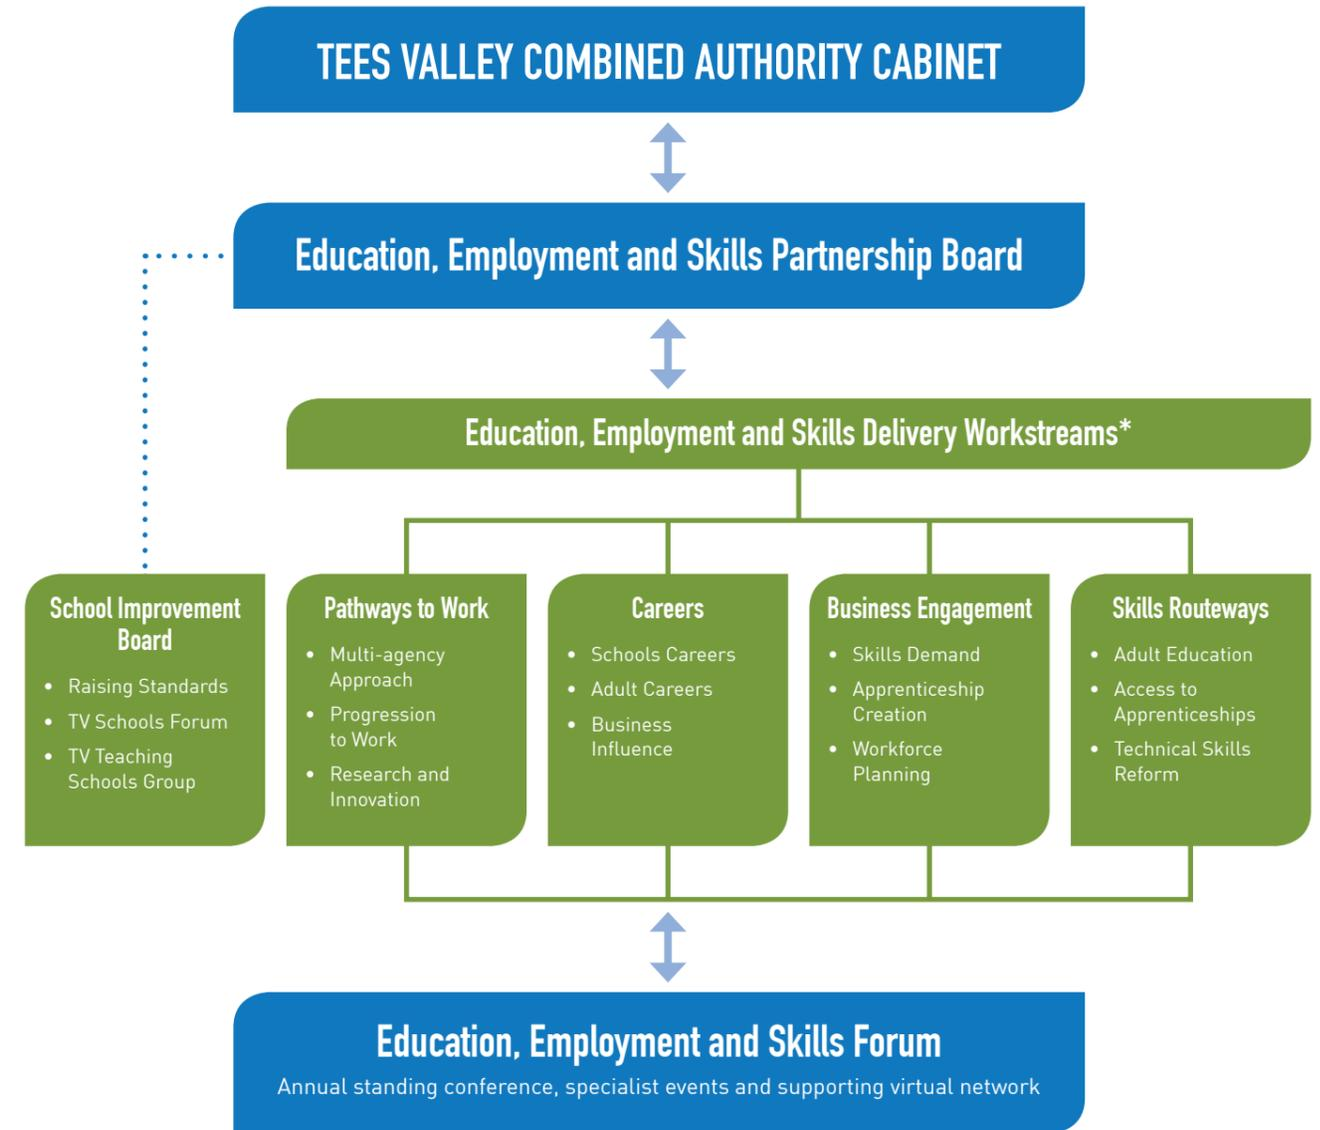 TEES VALLEY COMBINED AUTHORITY CABINET
Education, Employment and Skills Partnership Board
Education, Employment and Skills Delivery Workstreams*
School Improvement
Board
• Raising Standards
• TV Schools Forum
• TV Teaching
Schools Group
Pathways to Work
• Multi-agency
Approach
• Progression
to Work
• Research and
Innovation
Careers
• Schools Careers
• Adult Careers
• Business
Influence
Business Engagement
• Skills Demand
• Apprenticeship
Creation
• Workforce
Planning
Skills Routeways
• Adult Education
• Access to
Apprenticeships
• Technical Skills
Reform
Education, Employment and Skills Forum
Annual standing conference, specialist events and supporting virtual network